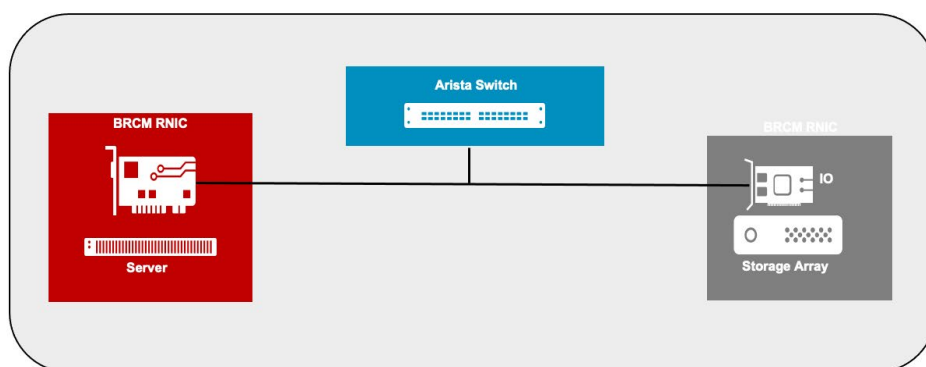 Arista Switch
BRCM RNIC
Server
BRCM RNIC
IO
Storage Array